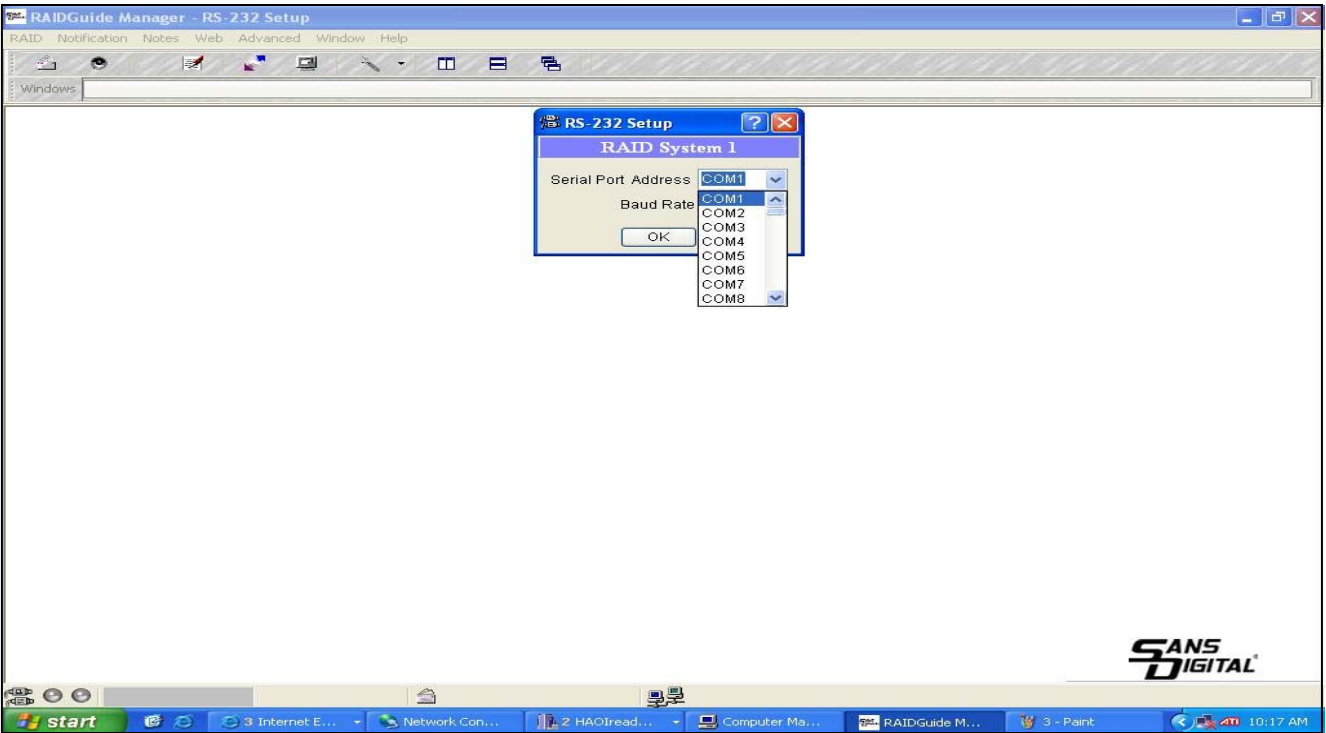 RAIDGuide Manager - RS-232 Setup
RAID Notification Notes Web Advanced Window Help
Windows
RS-232 Setup
RAID System 1
Serial Port Address COM1
Baud Rate
COM1
COM2
COM3
COM4
COM5
COM6
COM7
COM8
OK
SANS
DIGITAL
start 3 Internet E... Network Con... 2 HAOIread... Computer Ma... RAIDGuide M... 3 - Paint ATI 10:17 AM